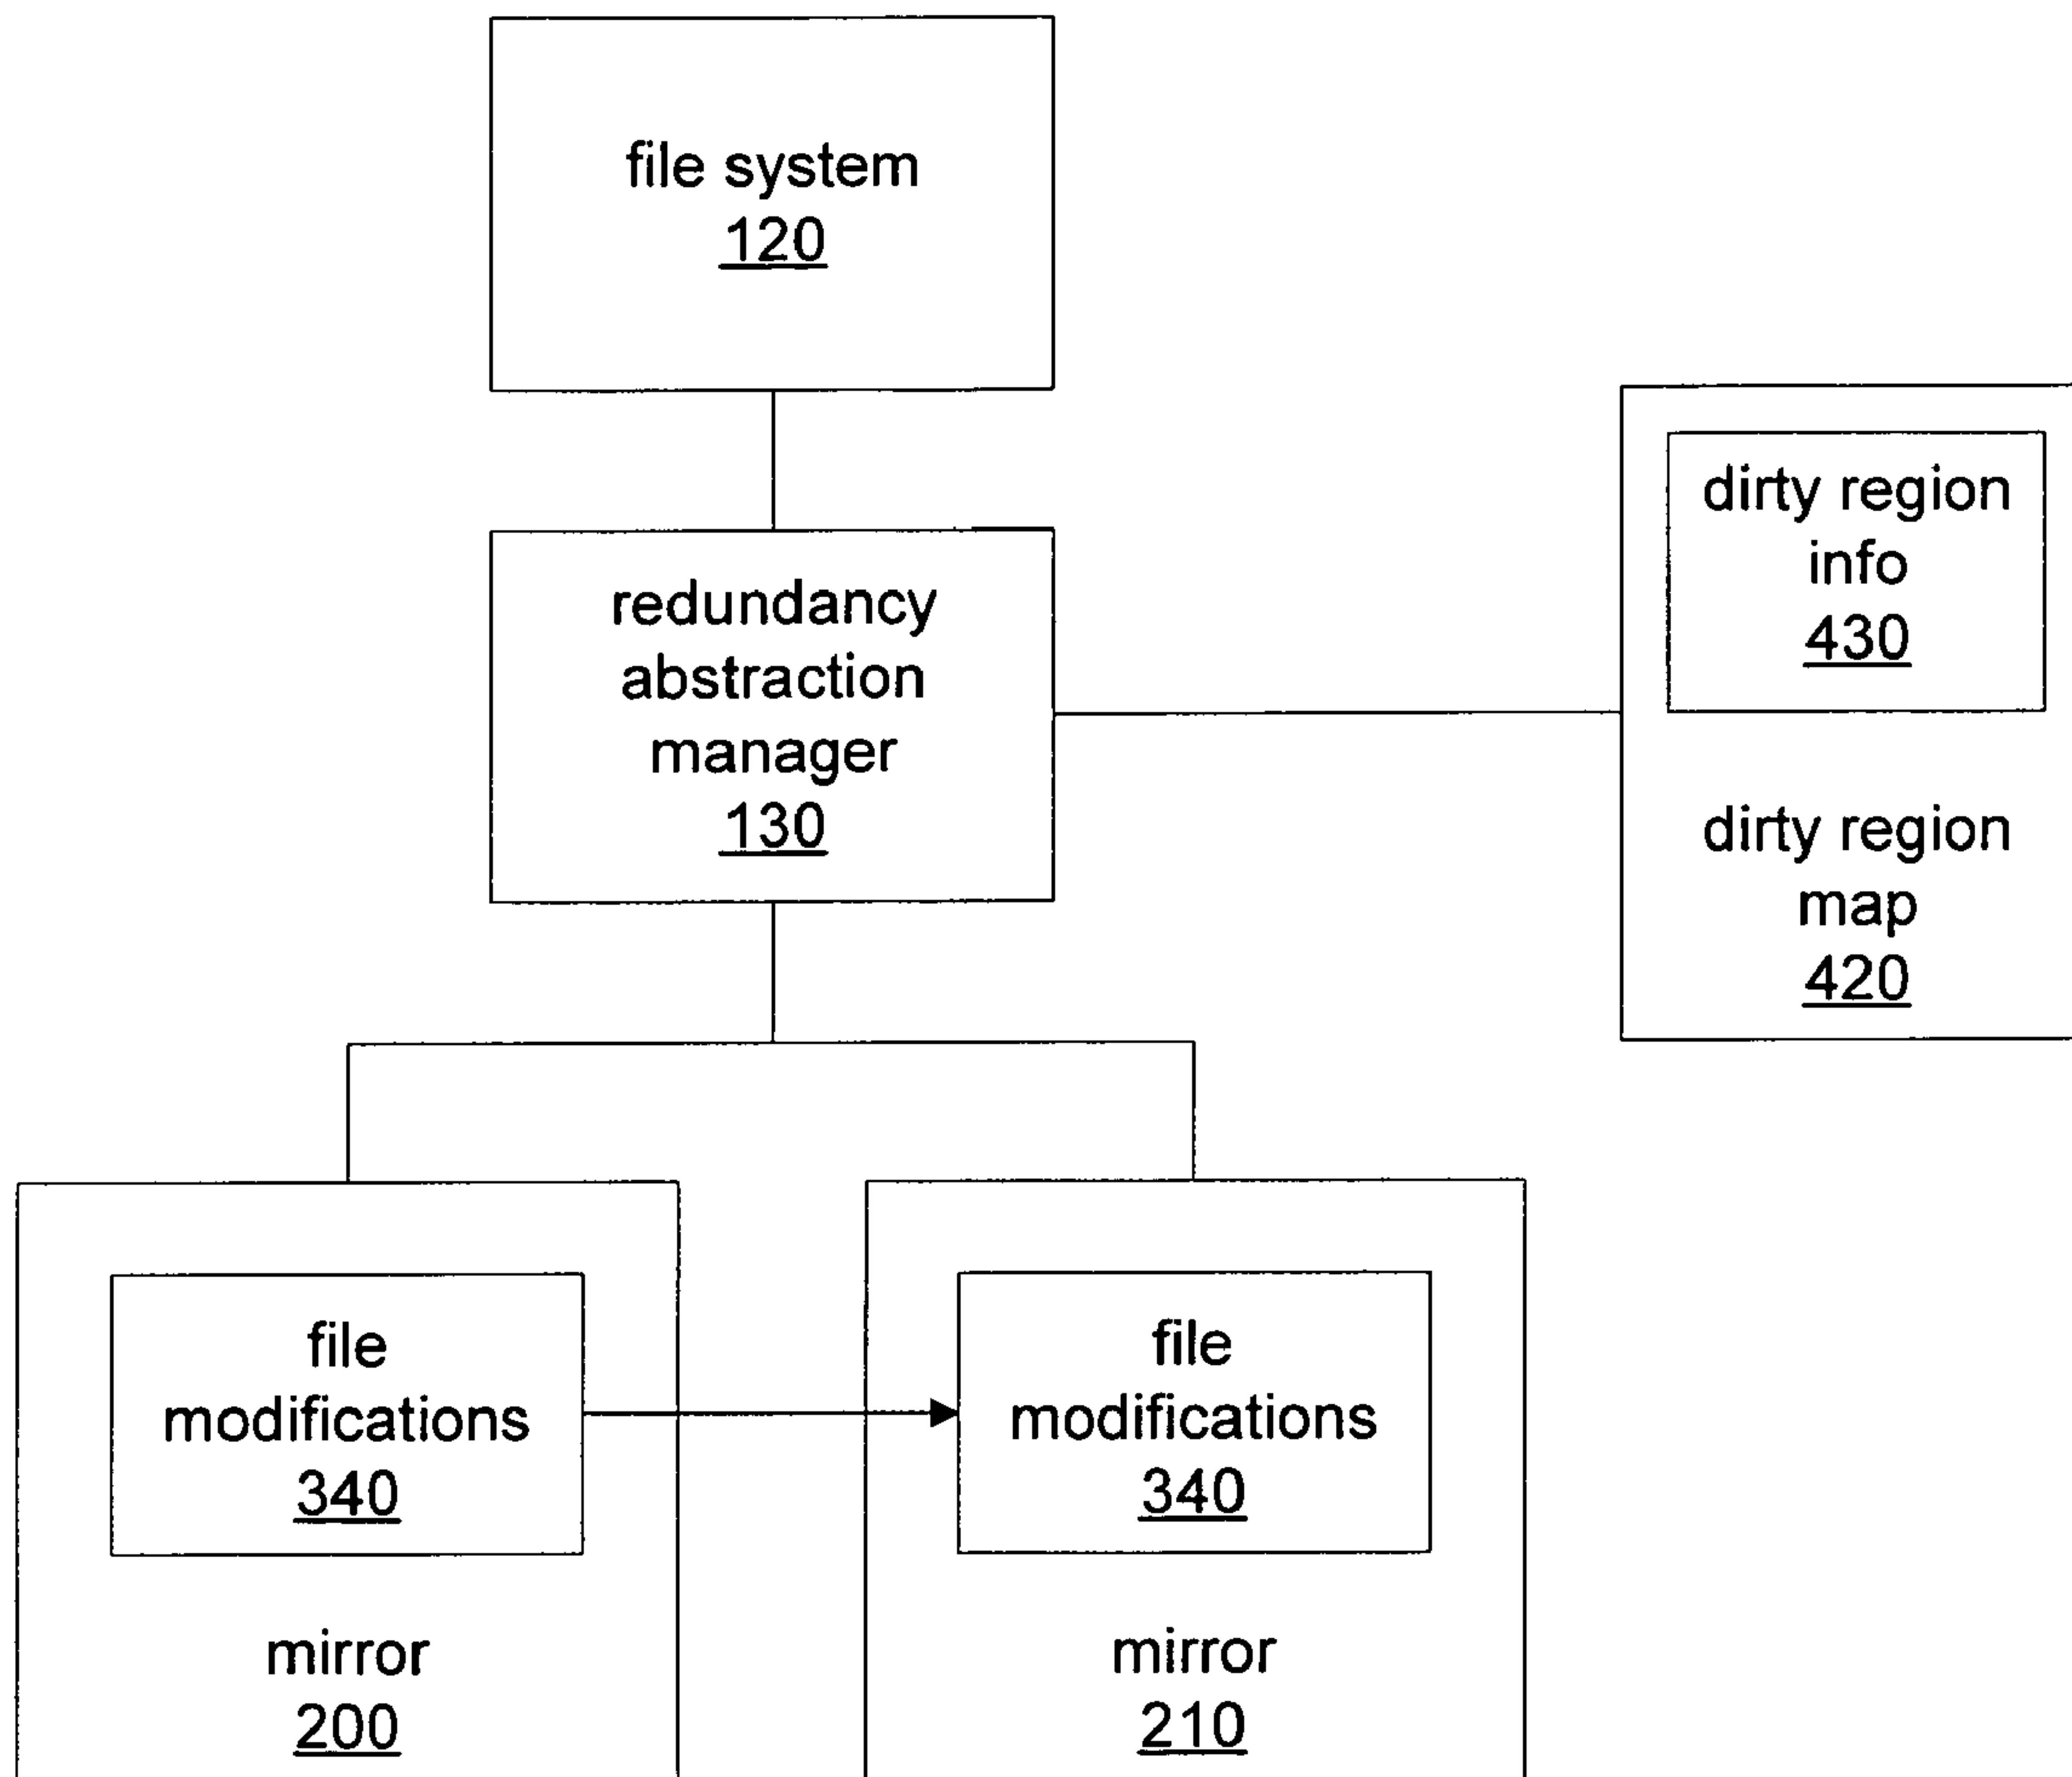 file system
120
redundancy
abstraction
manager
130
dirty region
info
430
dirty region
map
420
file
modifications
340
mirror
200
file
modifications
340
mirror
210